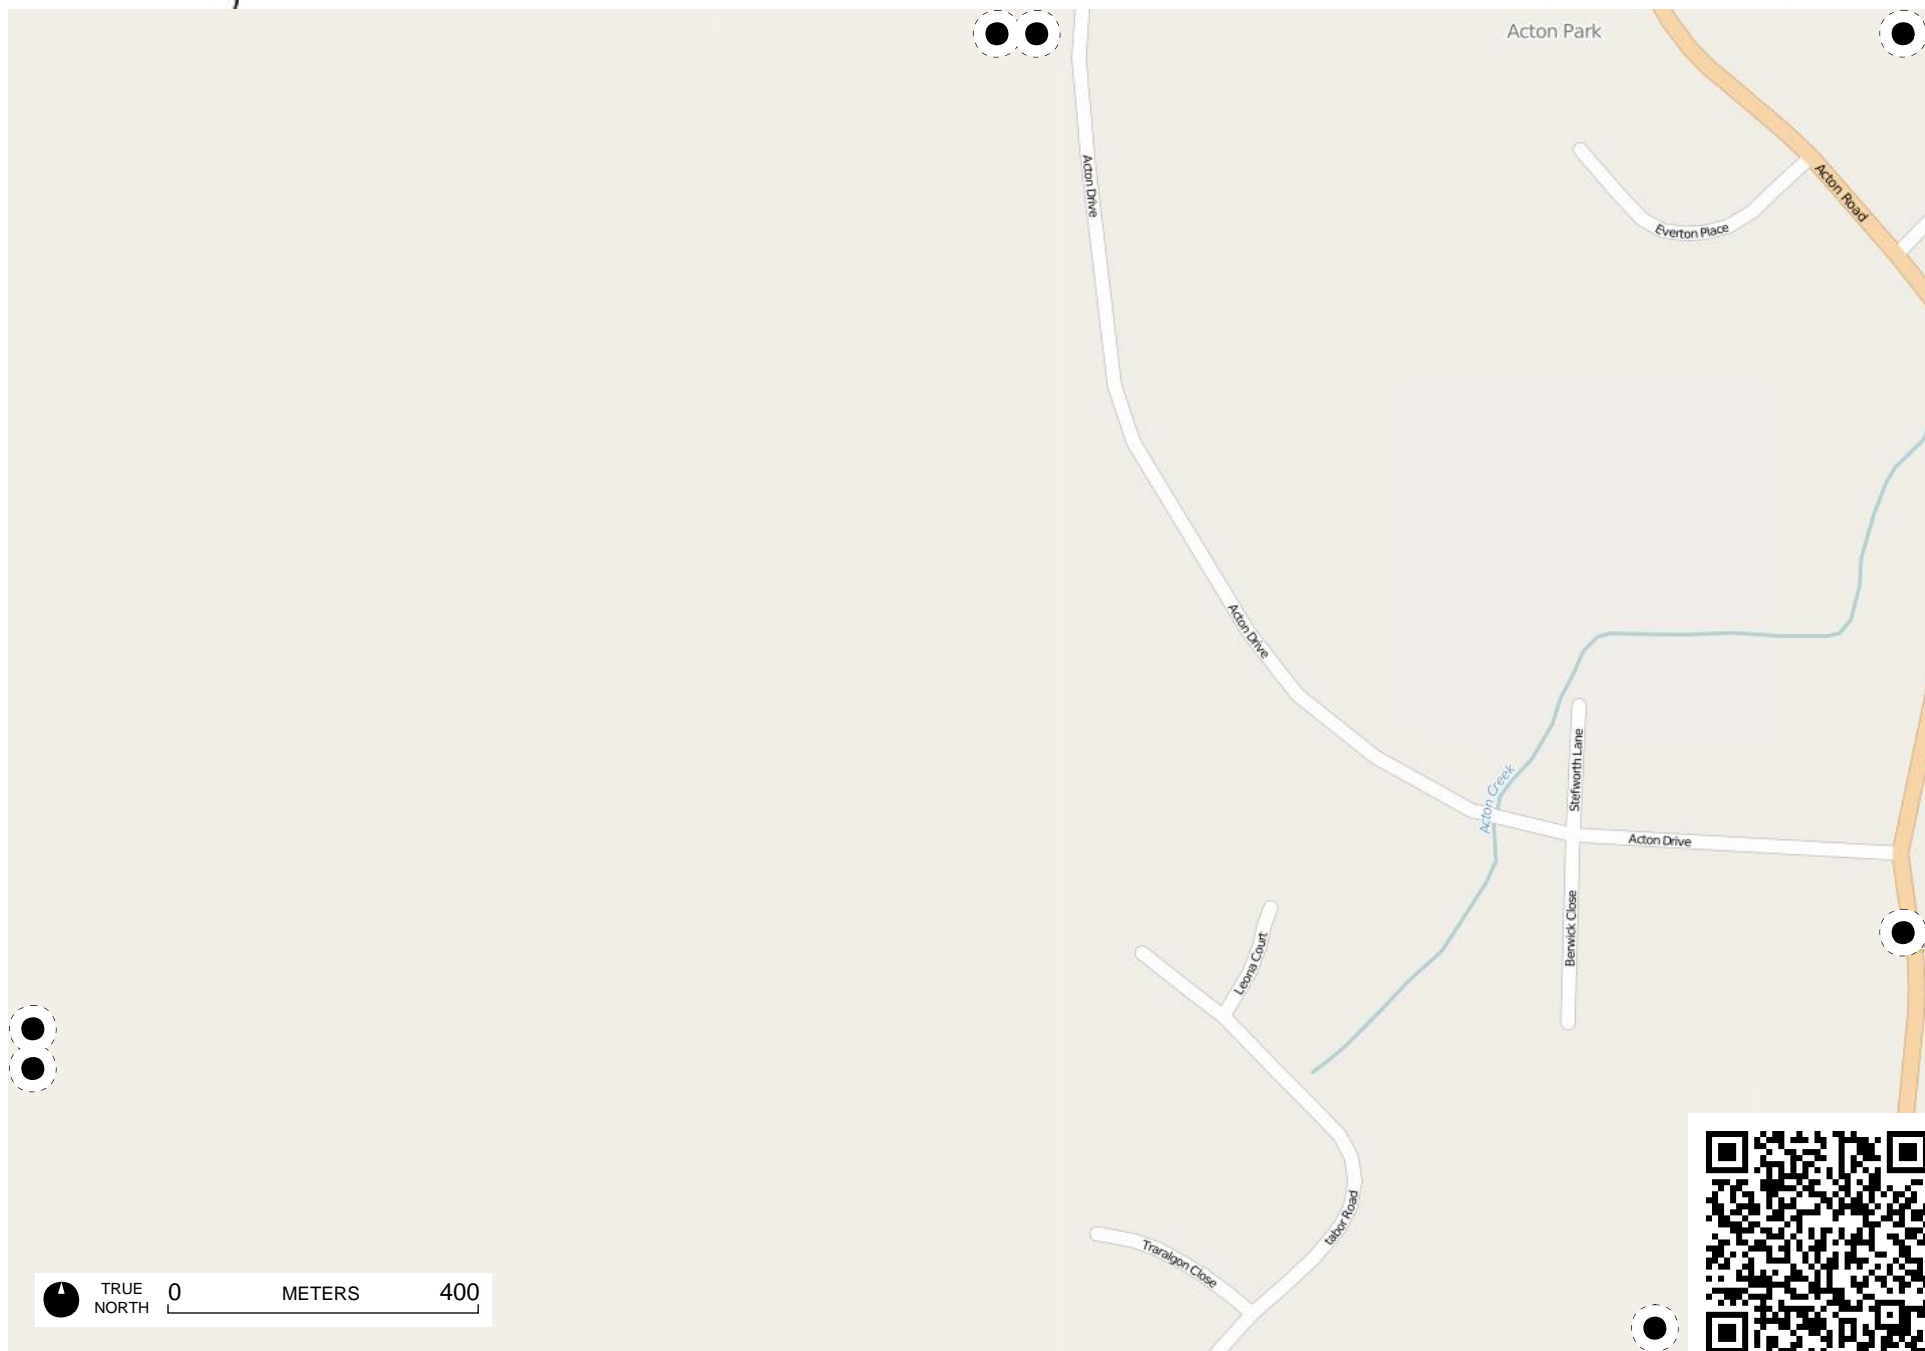 Acton Park
Acton Drive
Acton Road
Everton Place
Acton Drive
Stefworth Lane
Acton Creek
Acton Drive
Berwick Close
Leona Court
tabor Road
Traralgon Close
TRUE
NORTH
0 METERS 400